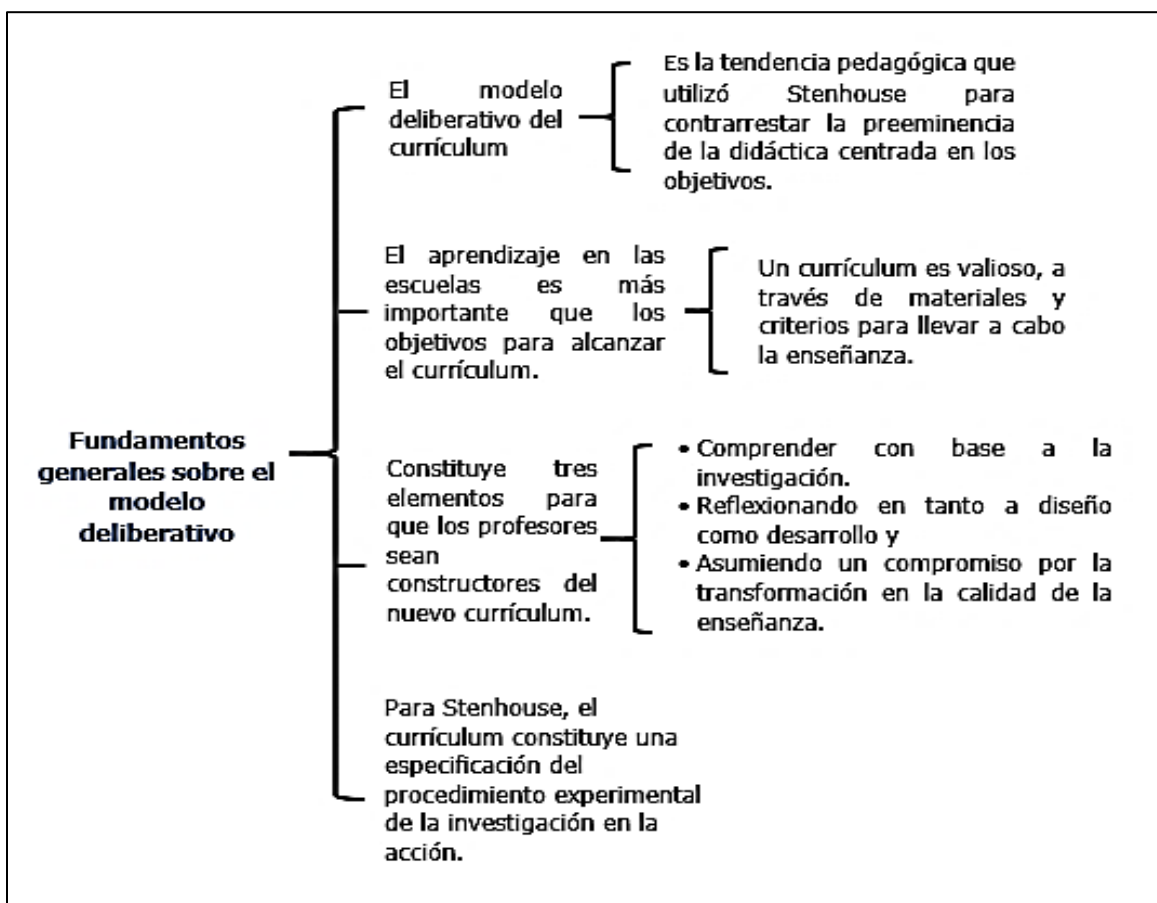 Fundamentos
generales sobre el
modelo
deliberativo
El modelo
deliberativo del
currículum
Es la tendencia pedagógica que
utilizó Stenhouse para
contrarrestar la preeminencia
de la didáctica centrada en los
objetivos.
El aprendizaje en las
escuelas es más
importante que los
objetivos para alcanzar
el currículum.
Un currículum es valioso, a
través de materiales y
criterios para llevar a cabo
la enseñanza.
Constituye tres
elementos para
que los profesores
sean
constructores del
nuevo currículum.
• Comprender con base a la
investigación.
• Reflexionando en tanto a diseño
como desarrollo y
• Asumiendo un compromiso por la
transformación en la calidad de la
enseñanza.
Para Stenhouse, el
currículum constituye una
especificación del
procedimiento experimental
de la investigación en la
acción.